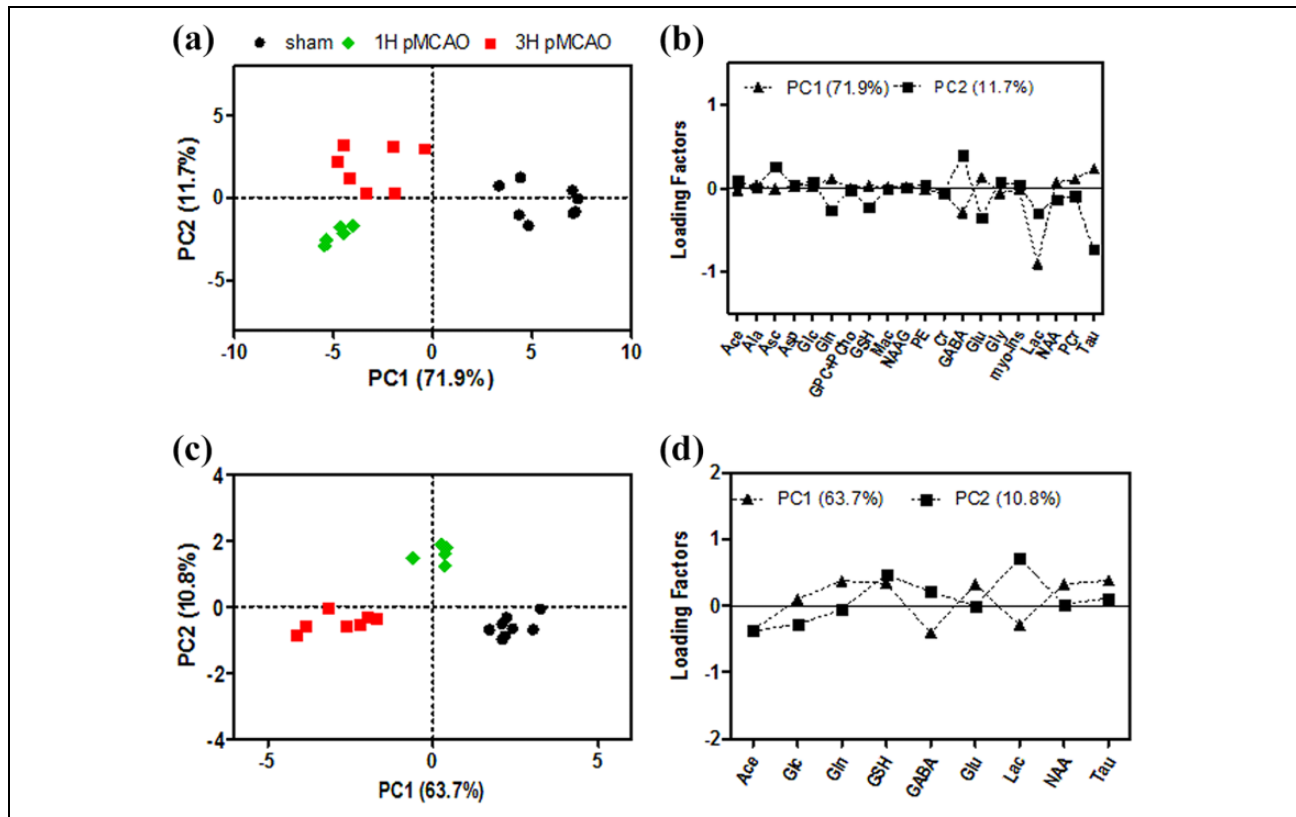 (a)
sham 1H pMCAO 3H pMCAO
PC2 (11.7%)
5
0
-5
-10 -5 0 5 10
PC1 (71.9%)
(b)
PC1 (71.9%) PC2 (11.7%)
Loading Factors
1
0
-1
Ace Ala Asc Asp Glc Gln GPC+PCho GSH Mac NAAG PE Cr GABA Glu Gly myo-Ins Lac NAA PCr Tau
(c)
PC2 (10.8%)
4
2
0
-2
-4
-5 0 5
PC1 (63.7%)
(d)
PC1 (63.7%) PC2 (10.8%)
Loading Factors
2
1
0
-1
-2
Ace Glc Gln GSH GABA Glu Lac NAA Tau